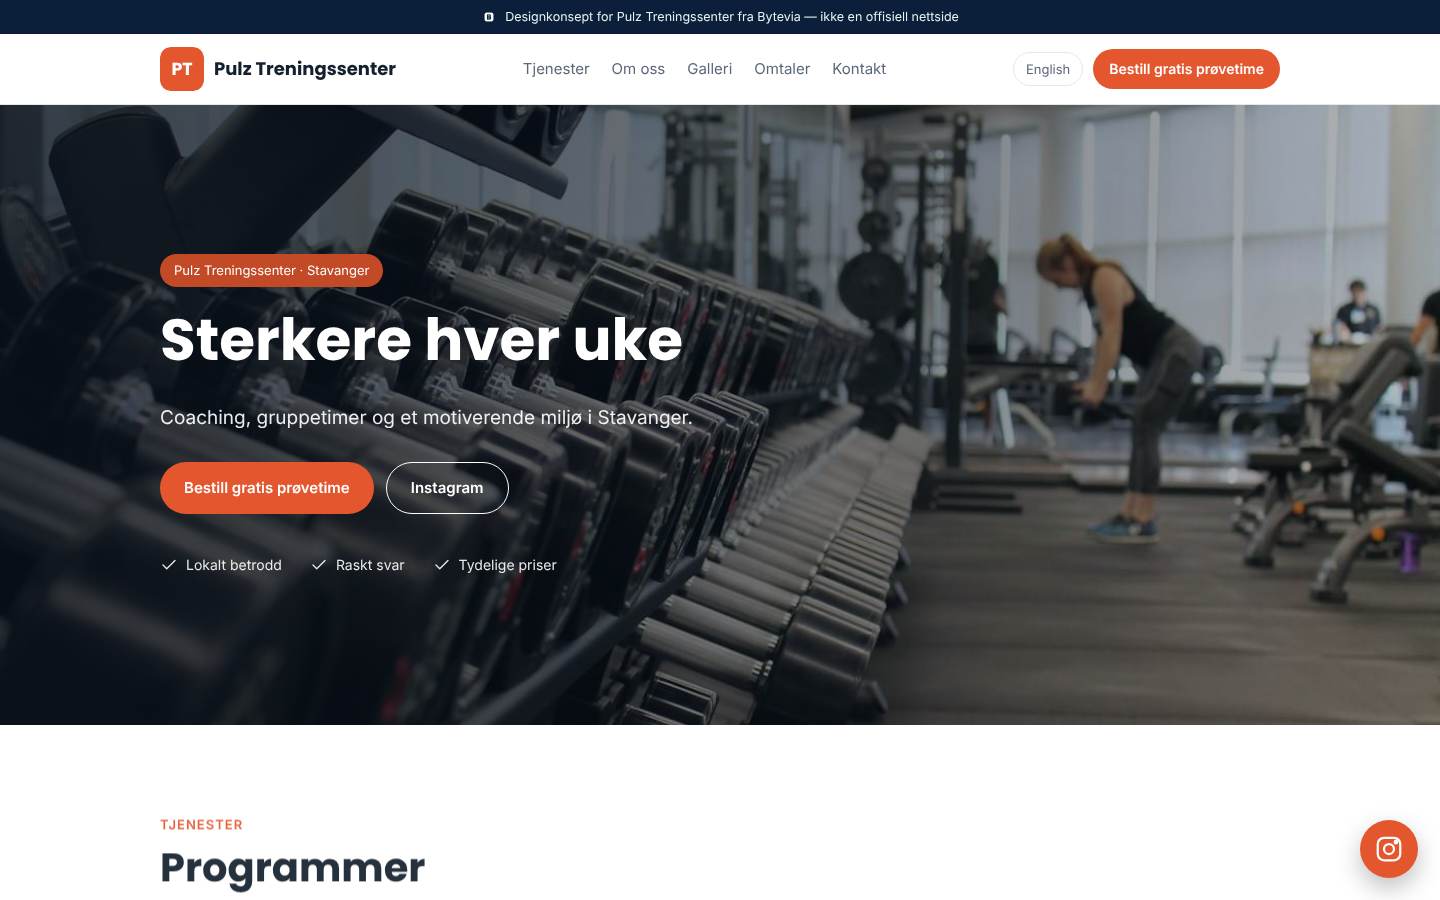 Designkonsept for Pulz Treningssenter fra Bytevia — ikke en offisiell nettside
PT Pulz Treningssenter
Tjenester Om oss Galleri Omtaler Kontakt
English
Bestill gratis prøvetime
Pulz Treningssenter · Stavanger
Sterkere hver uke
Coaching, gruppetimer og et motiverende miljø i Stavanger.
Bestill gratis prøvetime Instagram
Lokalt betrodd Raskt svar Tydelige priser
TJENESTER
Programmer